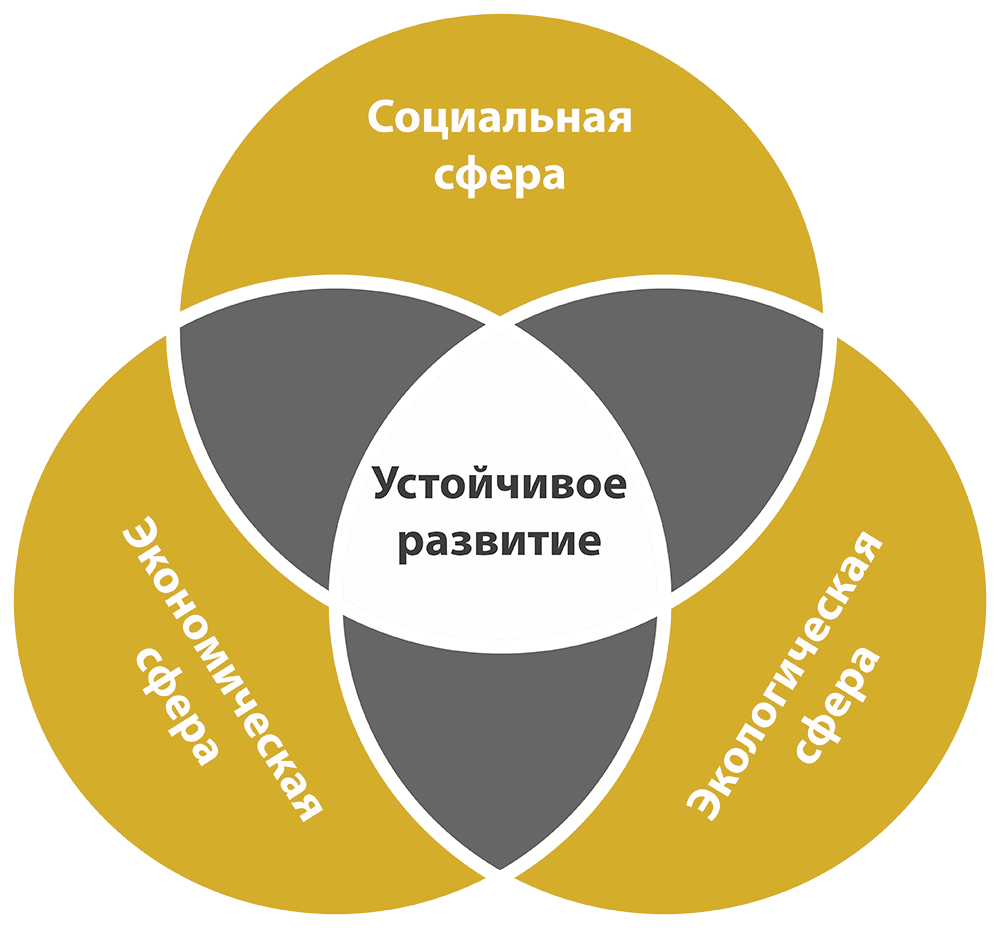 Социальная
сфера
Устойчивое
развитие
Экономическая
сфера
Экологическая
сфера